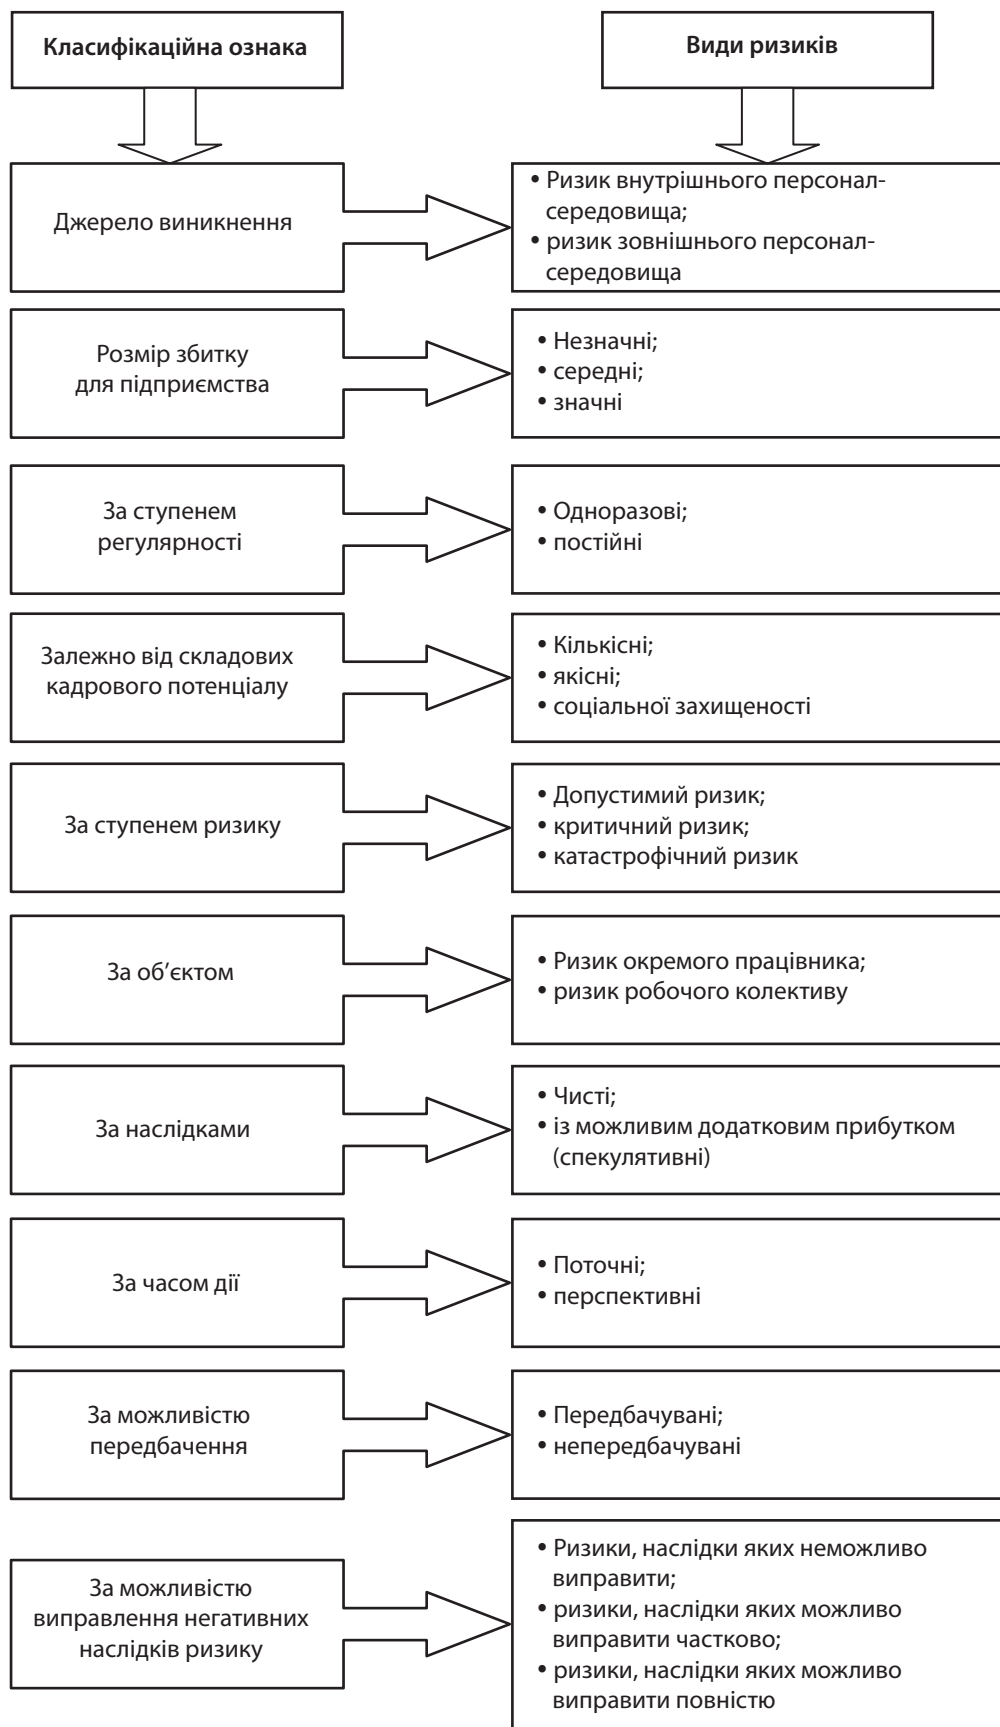 Класифікаційна ознака
Види ризиків
Джерело виникнення
• Ризик внутрішнього персонал-
середовища;
• ризик зовнішнього персонал-
середовища
Розмір збитку
для підприємства
• Незначні;
• середні;
• значні
За ступенем
регулярності
• Одноразові;
• постійні
Залежно від складових
кадрового потенціалу
• Кількісні;
• якісні;
• соціальної захищеності
За ступенем ризику
• Допустимий ризик;
• критичний ризик;
• катастрофічний ризик
За об’єктом
• Ризик окремого працівника;
• ризик робочого колективу
За наслідками
• Чисті;
• із можливим додатковим прибутком
(спекулятивні)
За часом дії
• Поточні;
• перспективні
За можливістю
передбачення
• Передбачувані;
• непередбачувані
За можливістю
виправлення негативних
наслідків ризику
• Ризики, наслідки яких неможливо
виправити;
• ризики, наслідки яких можливо
виправити частково;
• ризики, наслідки яких можливо
виправити повністю